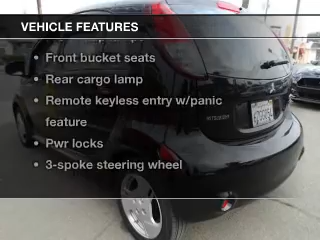 VEHICLE FEATURES
• Front bucket seats
• Rear cargo lamp
• Remote keyless entry w/panic
feature
• Pwr locks
• 3-spoke steering wheel